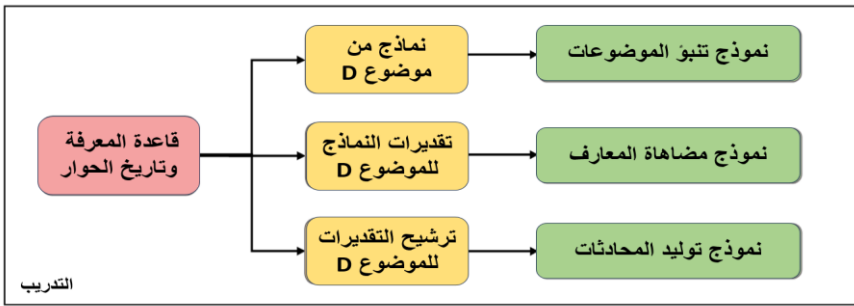 نماذج من
موضوع D
نموذج تنبؤ الموضوعات
قاعدة المعرفة
وتاريخ الحوار
تقديرات النماذج
للموضوع D
نموذج مضاهاة المعارف
ترشيح التقديرات
للموضوع D
نموذج توليد المحادثات
التدريب